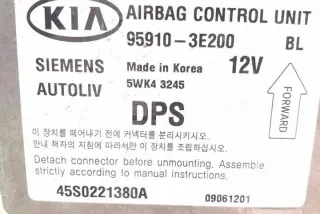 KIA AIRBAG CONTROL UNIT
95910-3E200 BL
SIEMENS Made in Korea 12V
AUTOLIV 5WK4 3245
FORWARD
DPS
이 장치를 떼어내기 전에 커넥터를 분리시키시오.
나는 책자의 지침에 따라서만 이 장치를 조립하시오.
Detach connector before unmounting. Assemble
strictly according to manual instructions.
45S0221380A 09061201